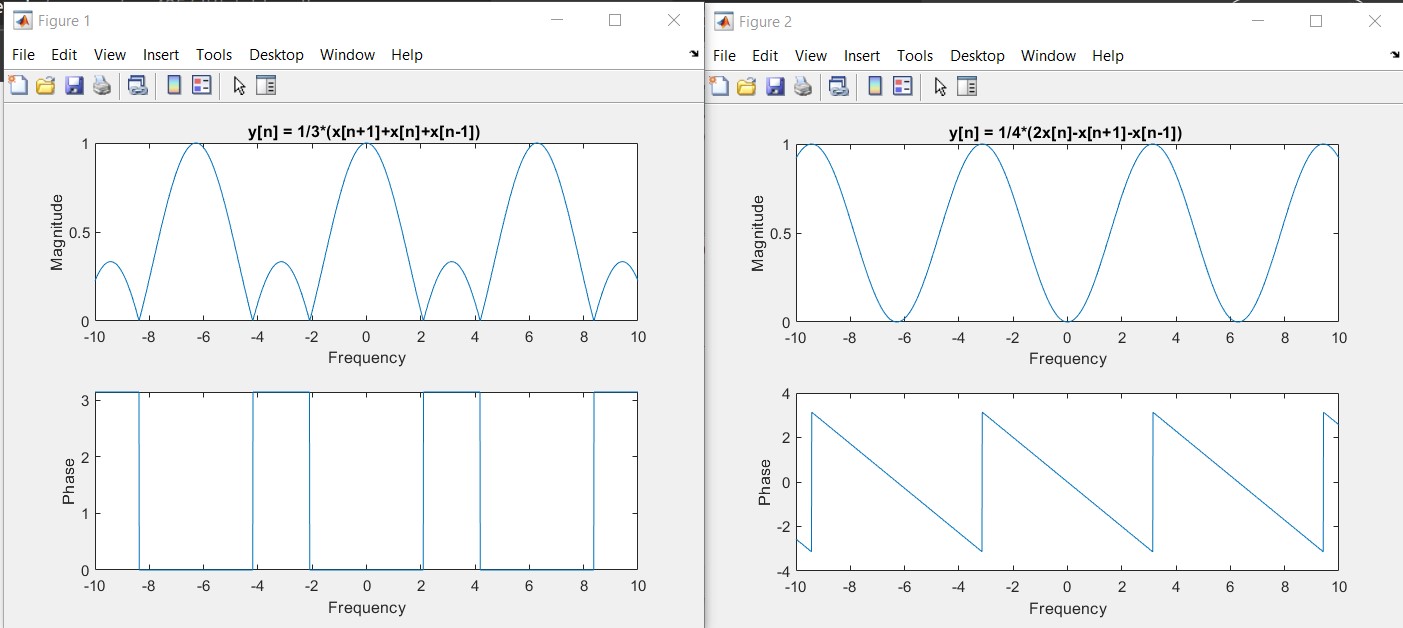 Figure 1
File Edit View Insert Tools Desktop Window Help
y[n] = 1/3*(x[n+1]+x[n]+x[n-1])
Magnitude
1
0.5
0
-10 -8 -6 -4 -2 0 2 4 6 8 10
Frequency
Phase
3
2
1
0
-10 -8 -6 -4 -2 0 2 4 6 8 10
Frequency
Figure 2
File Edit View Insert Tools Desktop Window Help
y[n] = 1/4*(2x[n]-x[n+1]-x[n-1])
Magnitude
1
0.5
0
-10 -8 -6 -4 -2 0 2 4 6 8 10
Frequency
Phase
4
2
0
-2
-4
-10 -8 -6 -4 -2 0 2 4 6 8 10
Frequency